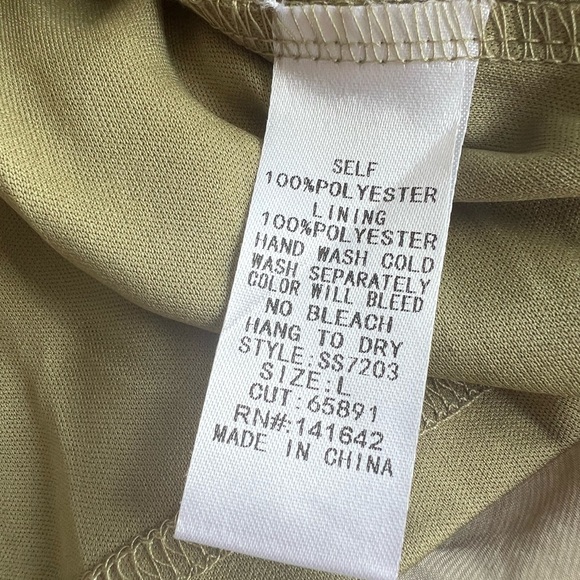 SELF
100%POLYESTER
LINING
100%POLYESTER
HAND WASH COLD
WASH SEPARATELY
COLOR WILL BLEED
NO BLEACH
HANG TO DRY
STYLE:SS7203
SIZE:L
CUT:65891
RN#:141642
MADE IN CHINA